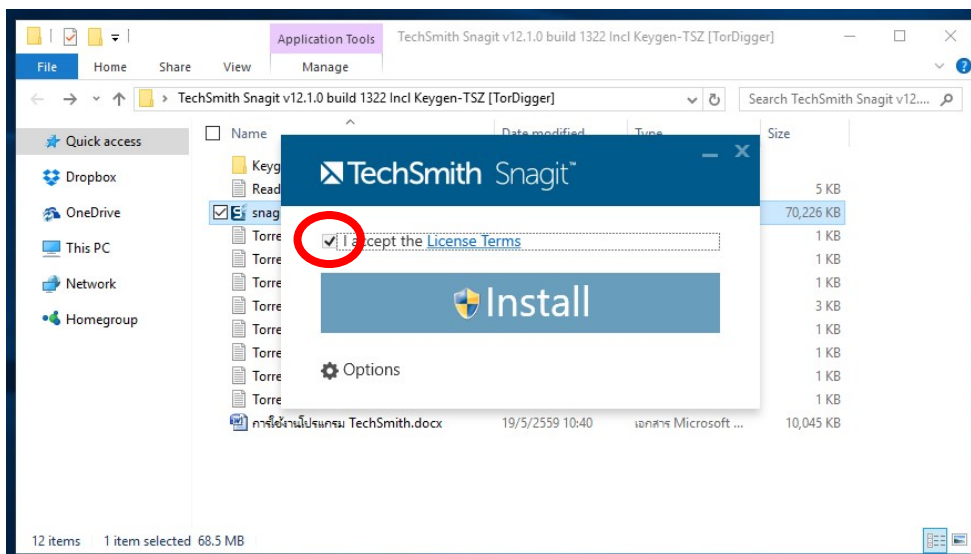 Application Tools TechSmith Snagit v12.1.0 build 1322 Incl Keygen-TSZ [TorDigger]
File Home Share View Manage
TechSmith Snagit v12.1.0 build 1322 Incl Keygen-TSZ [TorDigger] Search TechSmith Snagit v12....
Quick access
Dropbox
OneDrive
This PC
Network
Homegroup
Name Date modified Type Size
Keyg
Read 5 KB
snag 70,226 KB
Torre 1 KB
Torre 1 KB
Torre 1 KB
Torre 3 KB
Torre 1 KB
Torre 1 KB
Torre 1 KB
Torre 1 KB
การใช้งานโปรแกรม TechSmith.docx 19/5/2559 10:40 เอกสาร Microsoft ... 10,045 KB
TechSmith Snagit™
I accept the License Terms
Install
Options
12 items 1 item selected 68.5 MB